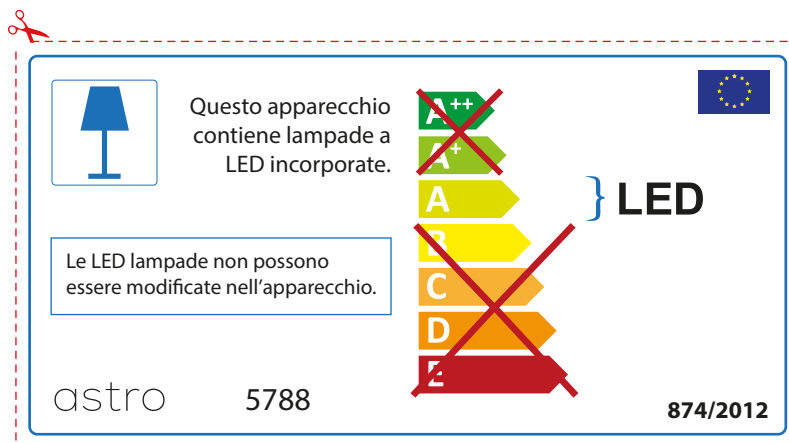 Questo apparecchio
contiene lampade a
LED incorporate.
Le LED lampade non possono
essere modificate nell'apparecchio.
A++
A+
A
B
C
D
E
LED
astro
5788
874/2012